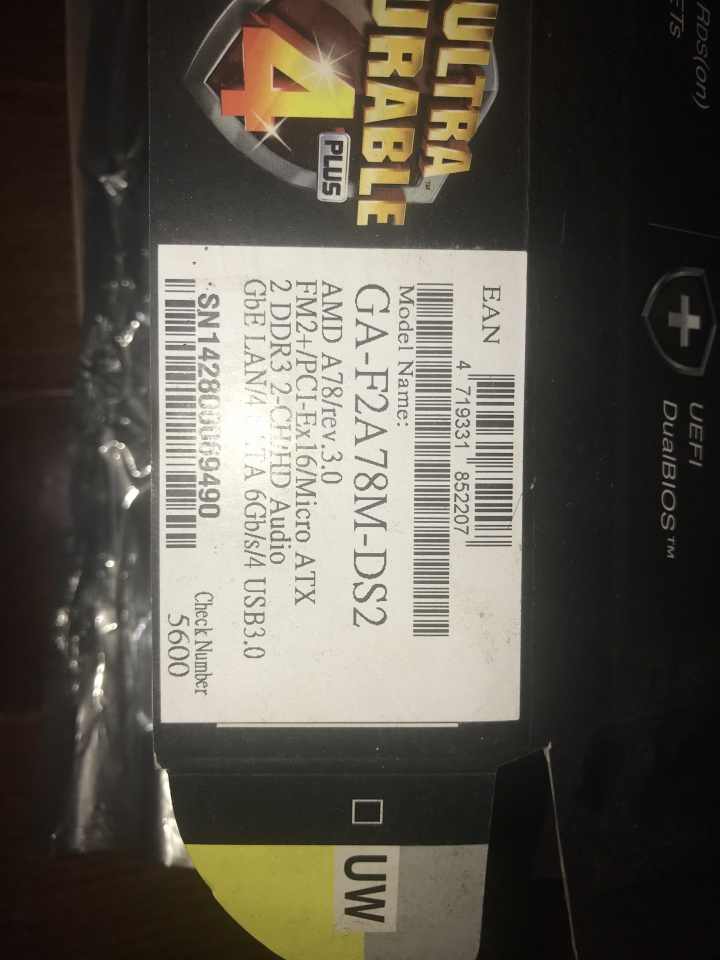 ULTRA
DURABLE™
4
PLUS
EAN
4 719331 852207
Model Name:
GA-F2A78M-DS2
AMD A78/rev.3.0
FM2+/PCI-Ex16/Micro ATX
2 DDR3 2-CH/HD Audio
GbE LAN/4 SATA 6Gb/s/4 USB3.0
Check Number
5600
UEFI
DualBIOS™
UW